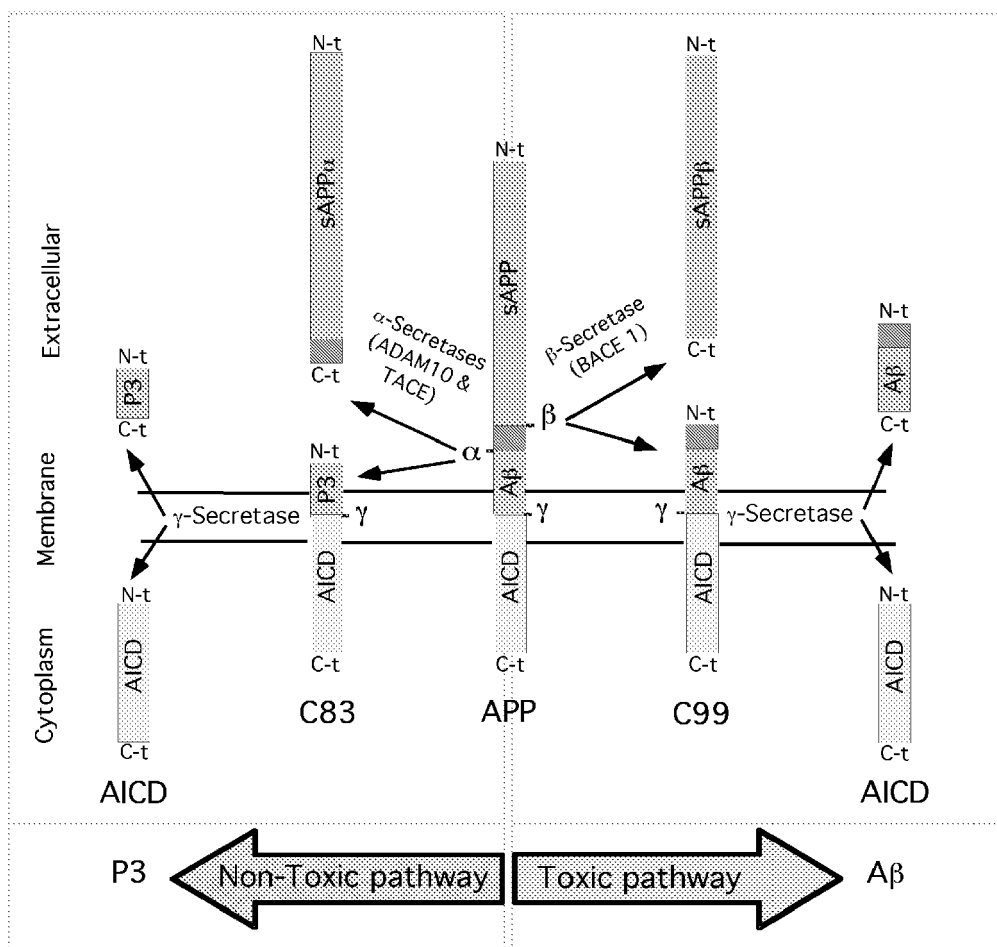 N-t
N-t
N-t
sAPPα
sAPP
sAPPβ
Extracellular
α-Secretases
(ADAM10 &
TACE)
β-Secretase
(BACE 1)
N-t
P3
C-t
C-t
C-t
N-t
Aβ
C-t
β
α
N-t
P3
Aβ
N-t
Aβ
Membrane
γ-Secretase
γ
γ
γ
γ-Secretase
Cytoplasm
N-t
AICD
C-t
AICD
C-t
AICD
C-t
AICD
C-t
N-t
AICD
C-t
C83
APP
C99
AICD
AICD
P3
Non-Toxic pathway
Toxic pathway
Aβ